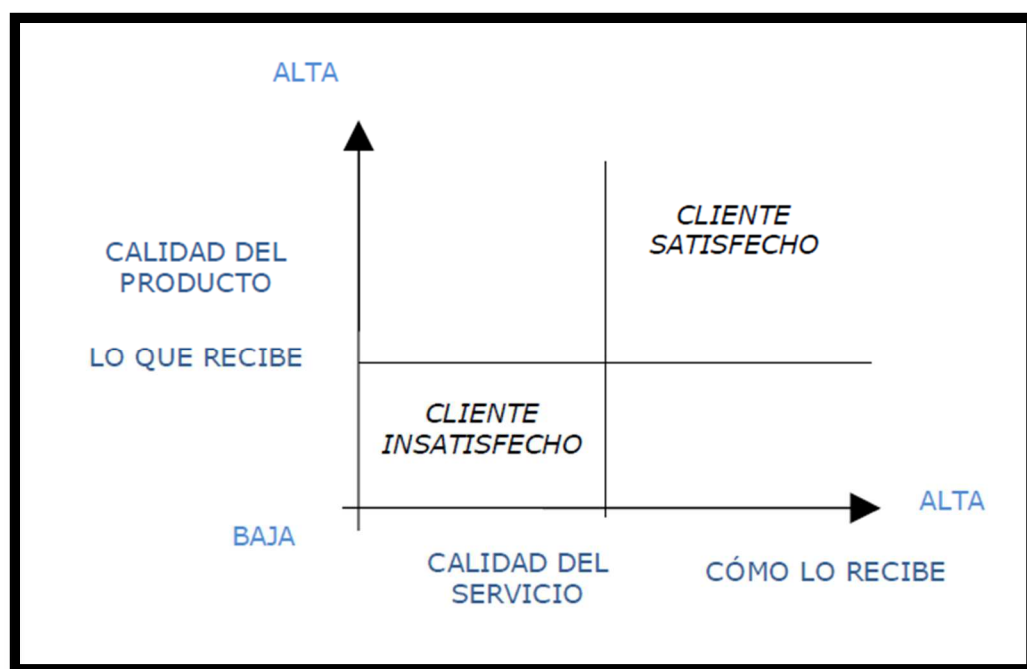 ALTA
CLIENTE
SATISFECHO
CALIDAD DEL
PRODUCTO
LO QUE RECIBE
CLIENTE
INSATISFECHO
ALTA
BAJA
CALIDAD DEL
SERVICIO
CÓMO LO RECIBE